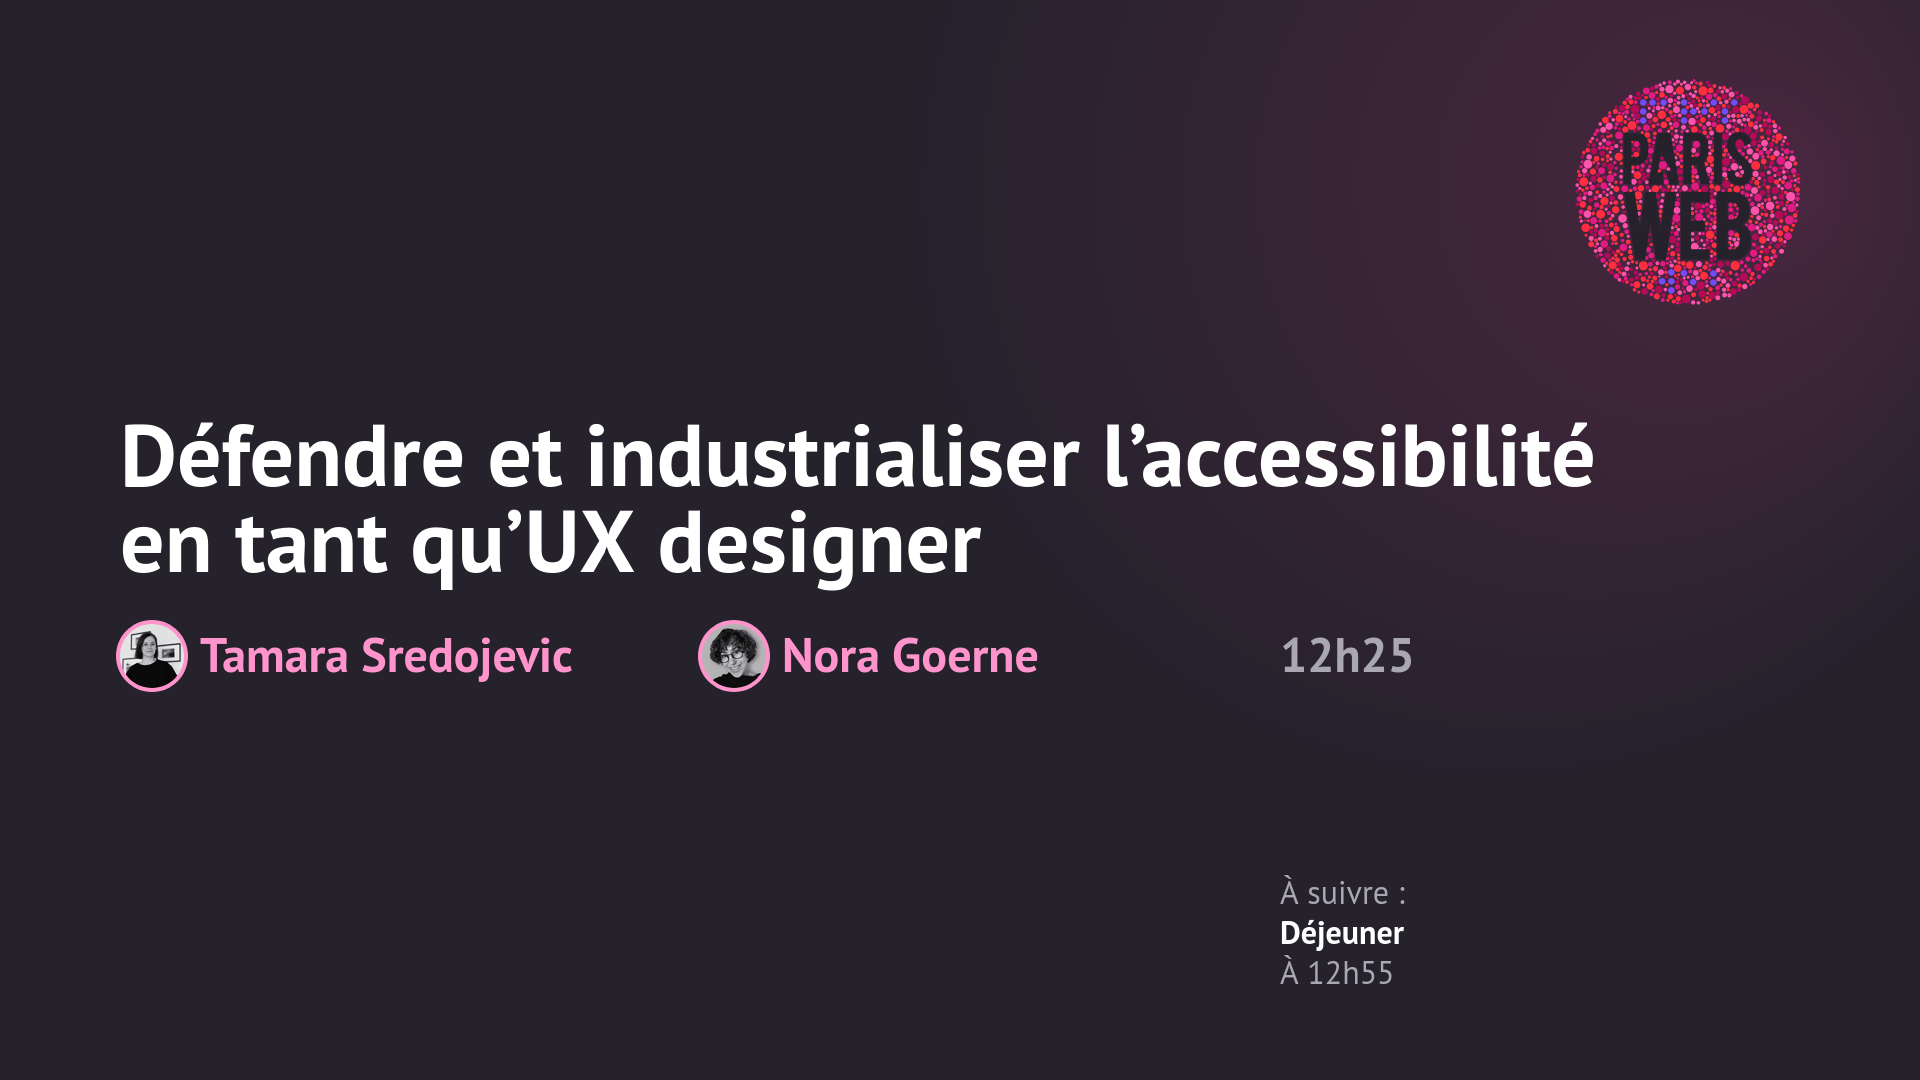 PARIS
WEB
Défendre et industrialiser l’accessibilité
en tant qu’UX designer
Tamara Sredojevic
Nora Goerne
12h25
À suivre :
Déjeuner
À 12h55